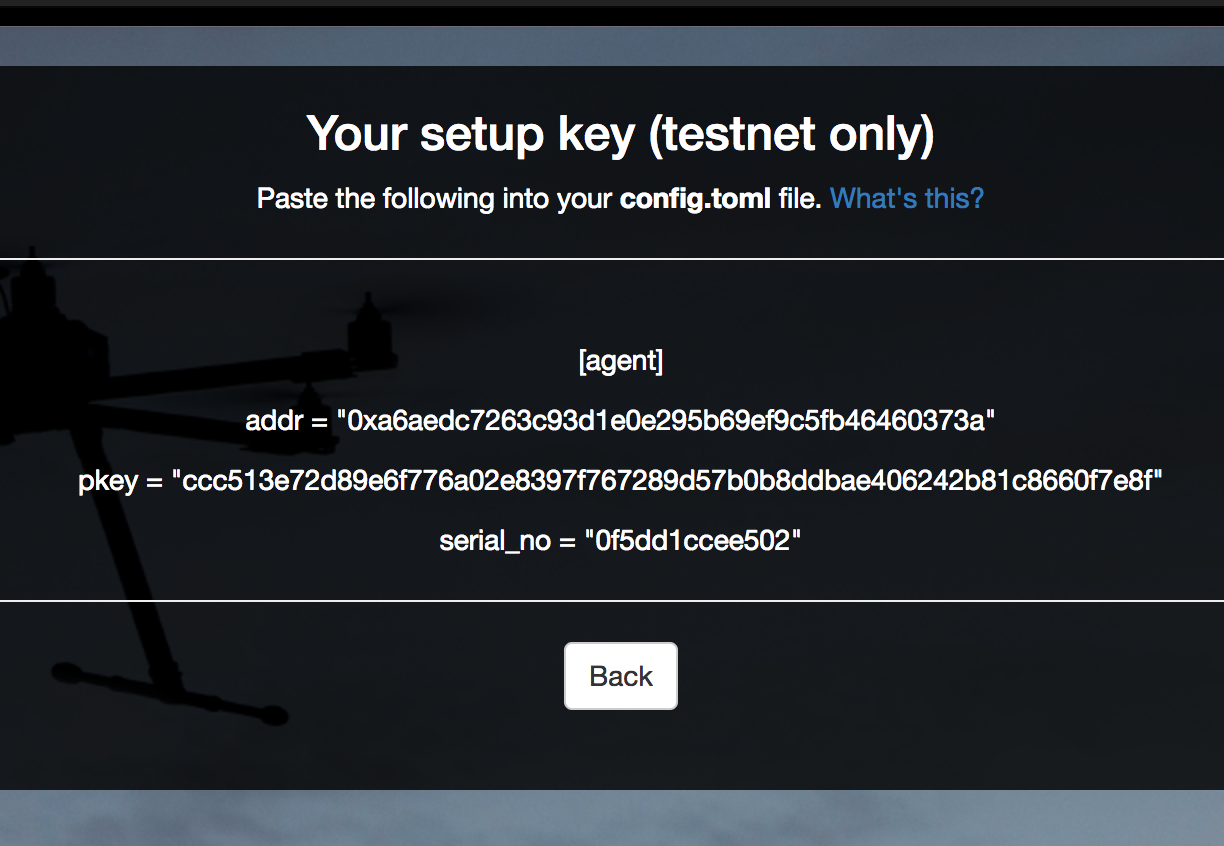 Your setup key (testnet only)
Paste the following into your config.toml file. What's this?
[agent]
addr = "0xa6aedc7263c93d1e0e295b69ef9c5fb46460373a"
pkey = "ccc513e72d89e6f776a02e8397f767289d57b0b8ddbae406242b81c8660f7e8f"
serial_no = "0f5dd1ccee502"
Back